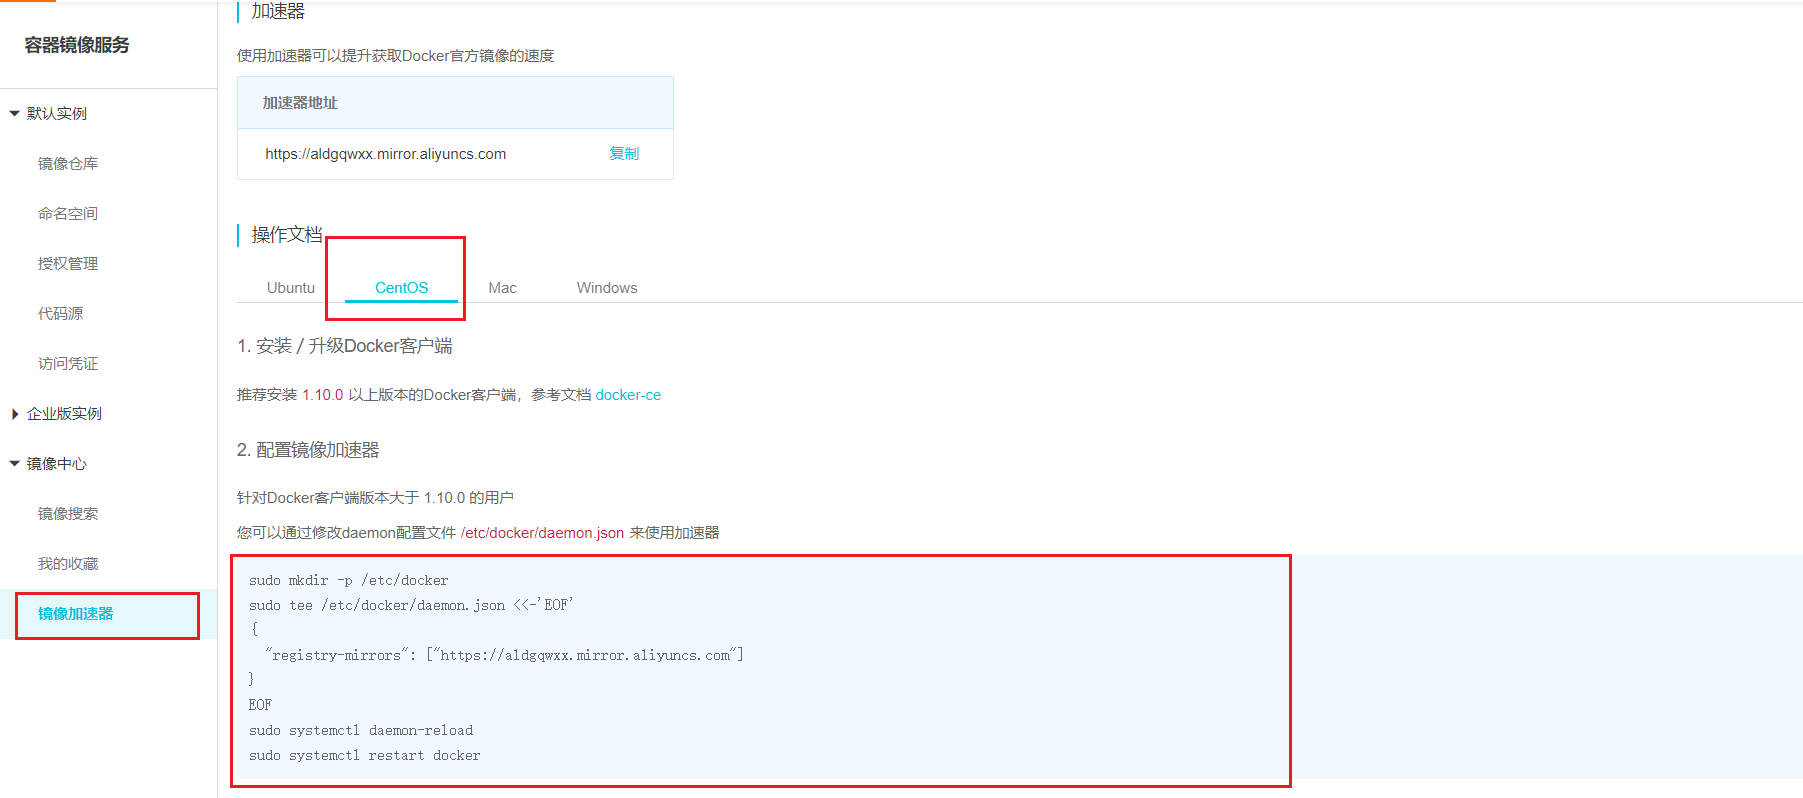 容器镜像服务
默认实例
镜像仓库
命名空间
授权管理
代码源
访问凭证
企业版实例
镜像中心
镜像搜索
我的收藏
镜像加速器
加速器
使用加速器可以提升获取Docker官方镜像的速度
加速器地址
https://aldgqwxx.mirror.aliyuncs.com 复制
操作文档
Ubuntu CentOS Mac Windows
1. 安装 / 升级Docker客户端
推荐安装 1.10.0 以上版本的Docker客户端，参考文档 docker-ce
2. 配置镜像加速器
针对Docker客户端版本大于 1.10.0 的用户
您可以通过修改daemon配置文件 /etc/docker/daemon.json 来使用加速器
sudo mkdir -p /etc/docker
sudo tee /etc/docker/daemon.json <<-'EOF'
{
"registry-mirrors": ["https://aldgqwxx.mirror.aliyuncs.com"]
}
EOF
sudo systemctl daemon-reload
sudo systemctl restart docker